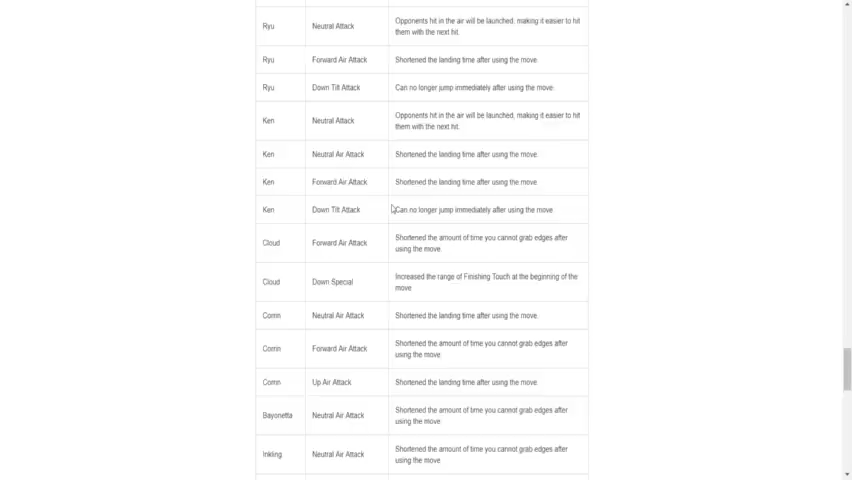 Ryu Neutral Attack Opponents hit in the air will be launched, making it easier to hit
them with the next hit.
Ryu Forward Air Attack Shortened the landing time after using the move.
Ryu Down Tilt Attack Can no longer jump immediately after using the move.
Ken Neutral Attack Opponents hit in the air will be launched, making it easier to hit
them with the next hit.
Ken Neutral Air Attack Shortened the landing time after using the move.
Ken Forward Air Attack Shortened the landing time after using the move.
Ken Down Tilt Attack Can no longer jump immediately after using the move.
Cloud Forward Air Attack Shortened the amount of time you cannot grab edges after
using the move.
Cloud Down Special Increased the range of Finishing Touch at the beginning of the
move.
Corrin Neutral Air Attack Shortened the landing time after using the move.
Corrin Forward Air Attack Shortened the amount of time you cannot grab edges after
using the move.
Corrin Up Air Attack Shortened the landing time after using the move.
Bayonetta Neutral Air Attack Shortened the amount of time you cannot grab edges after
using the move.
Inkling Neutral Air Attack Shortened the amount of time you cannot grab edges after
using the move.